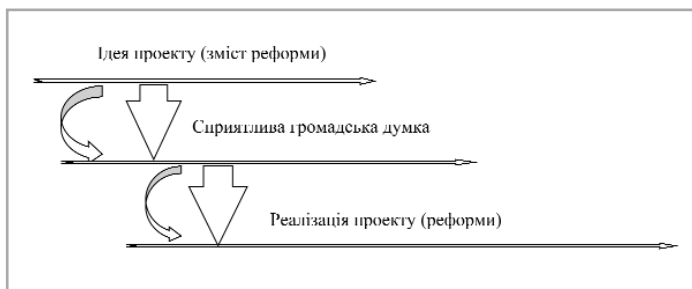 Ідея проекту (зміст реформи)
Сприятлива громадська думка
Реалізація проекту (реформи)